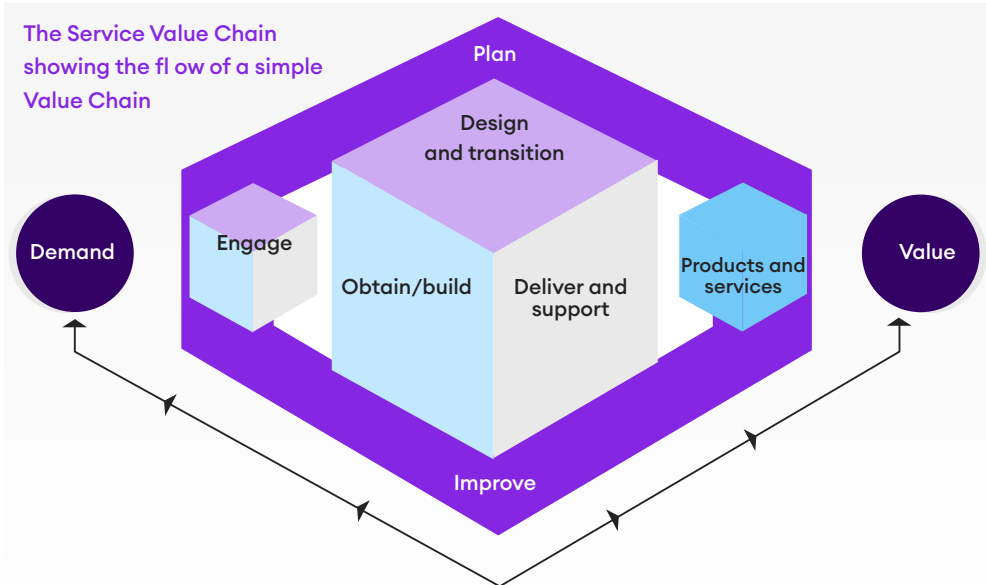 The Service Value Chain
showing the fl ow of a simple
Value Chain
Plan
Design
and transition
Demand
Engage
Obtain/build
Deliver and
support
Products and
services
Value
Improve